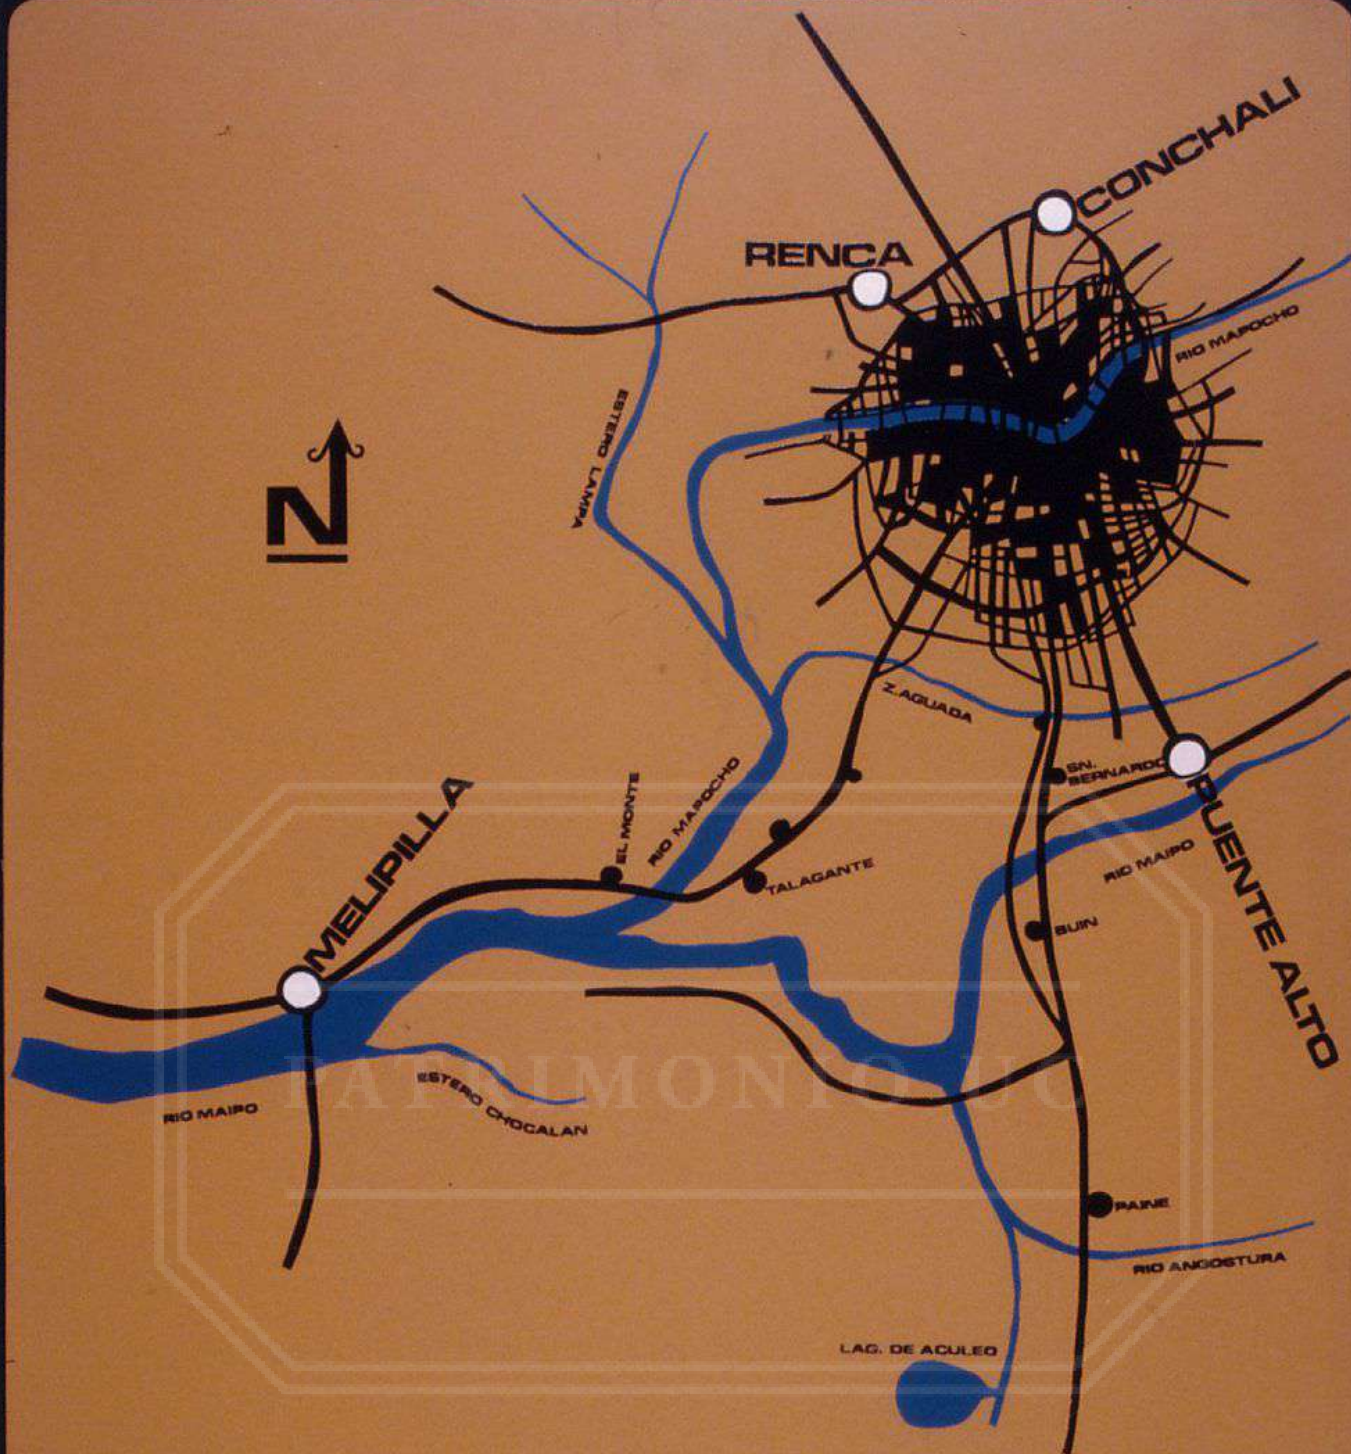 CONCHALI
RENCA
RIO MAPOCHO
ESTERO LAMPA
N
Z. AGUADA
SN.
BERNARDO
PUENTE ALTO
RIO MAPOCHO
EL MONTE
MELIPILLA
TALAGANTE
RIO MAIPO
BUIN
PATRIMONIO UC
ESTERO CHOCALAN
RIO MAIPO
PAINE
RIO ANGOSTURA
LAG. DE ACULEO